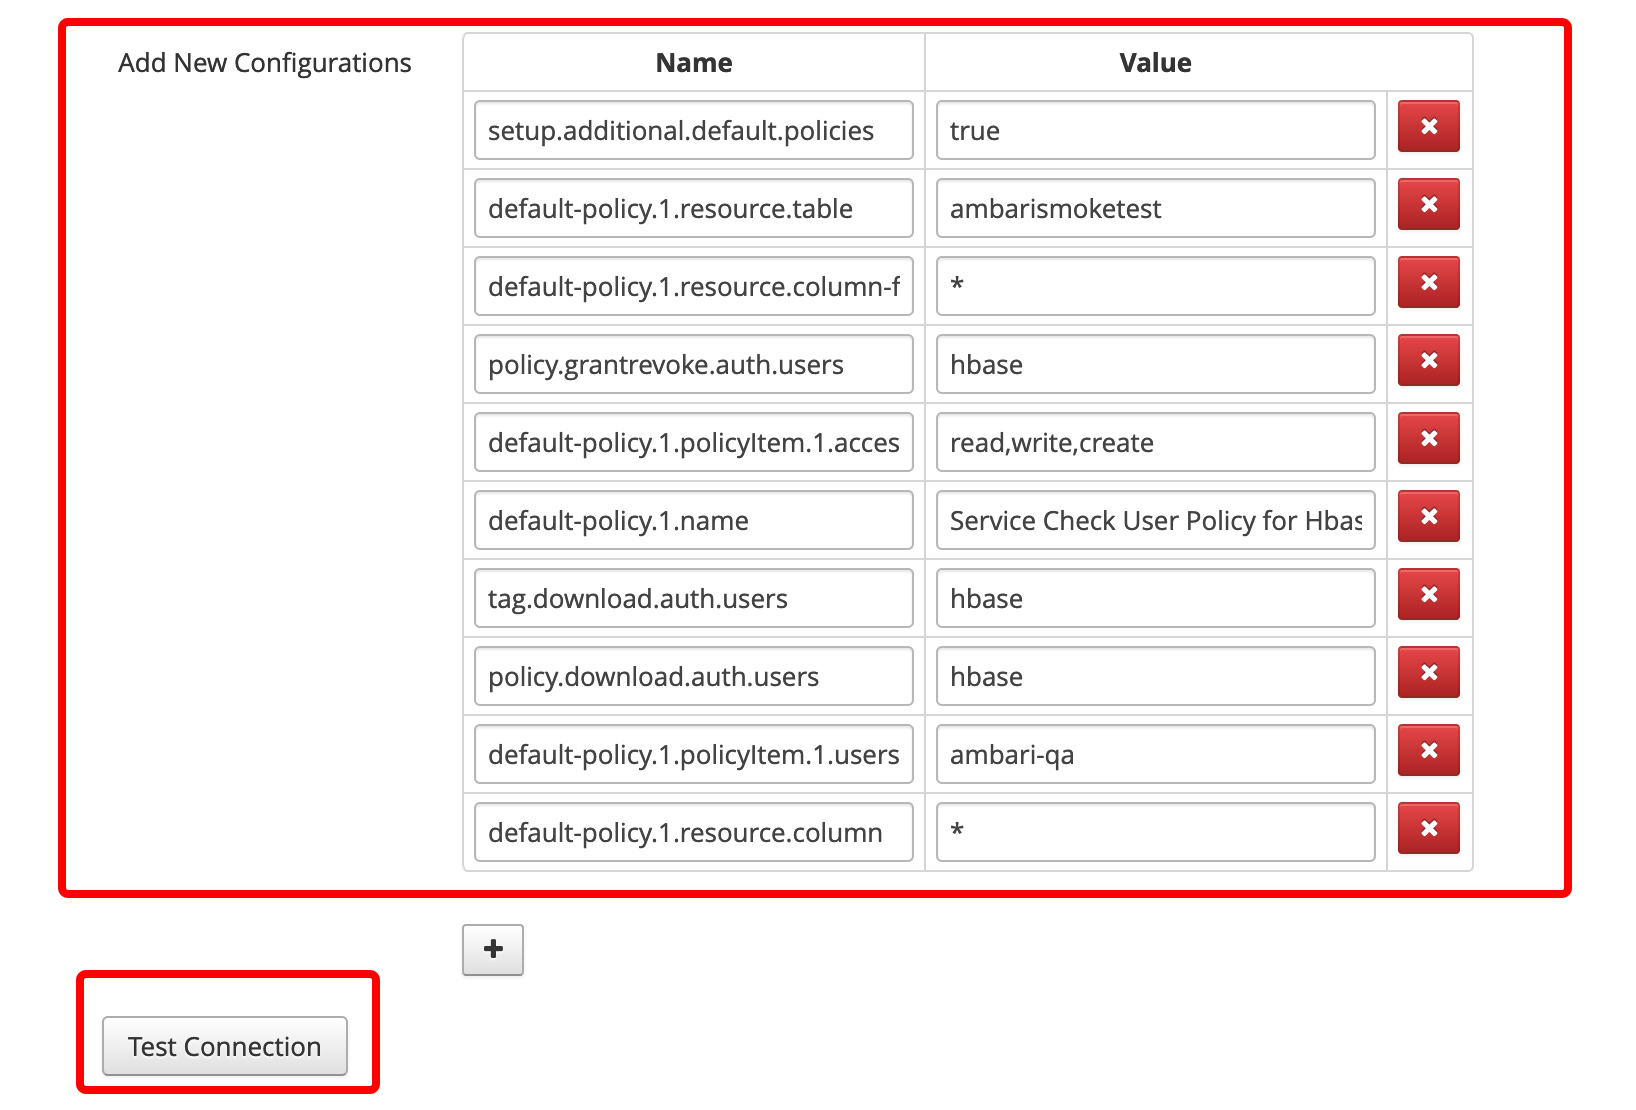 Add New Configurations Name Value
setup.additional.default.policies true
default-policy.1.resource.table ambarismoketest
default-policy.1.resource.column-f *
policy.grantrevoke.auth.users hbase
default-policy.1.policyItem.1.acces read,write,create
default-policy.1.name Service Check User Policy for Hbas
tag.download.auth.users hbase
policy.download.auth.users hbase
default-policy.1.policyItem.1.users ambari-qa
default-policy.1.resource.column *
Test Connection